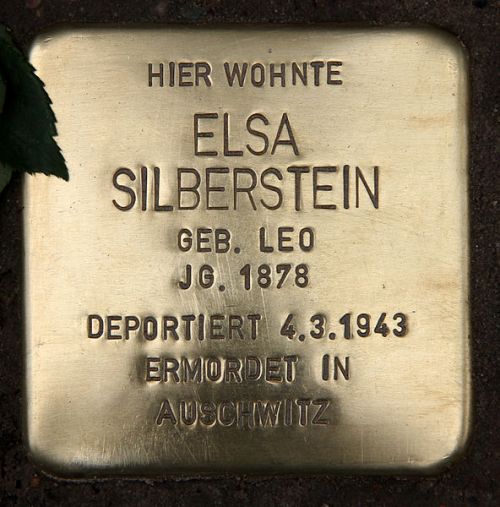 HIER WOHNTE
ELSA
SILBERSTEIN
GEB. LEO
JG. 1878
DEPORTIERT 4.3.1943
ERMORDET IN
AUSCHWITZ